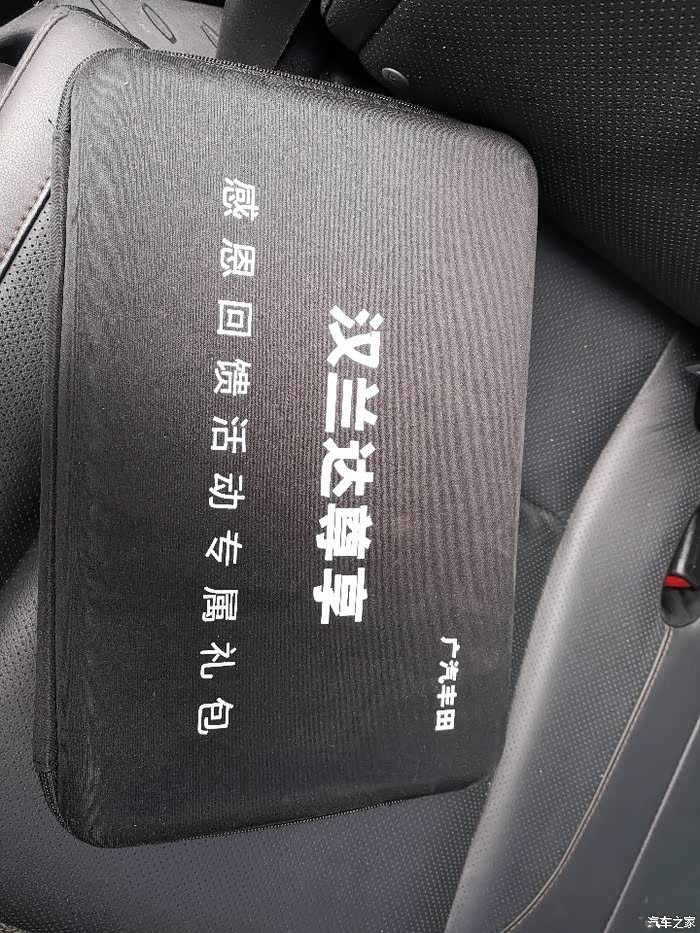 广汽丰田
汉兰达尊享
感恩回馈活动专属礼包
汽车之家